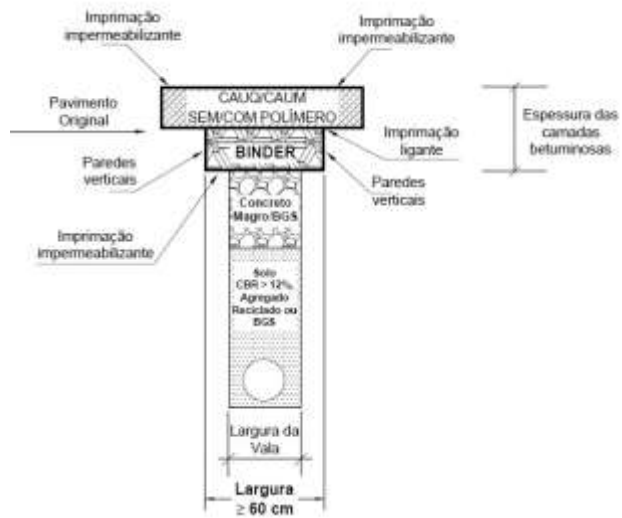 Imprimação
impermeabilizante
Imprimação
impermeabilizante
CAUQ/CAUM
SEM/COM POLÍMERO
Pavimento
Original
Espessura das
camadas
betuminosas
Imprimação
ligante
BINDER
Paredes
verticais
Paredes
verticais
Concreto
Magro/BGS
Imprimação
impermeabilizante
Solo
CBR > 12%,
Agregado
Reciclado ou
BGS
Largura da
Vala
Largura
≥ 60 cm